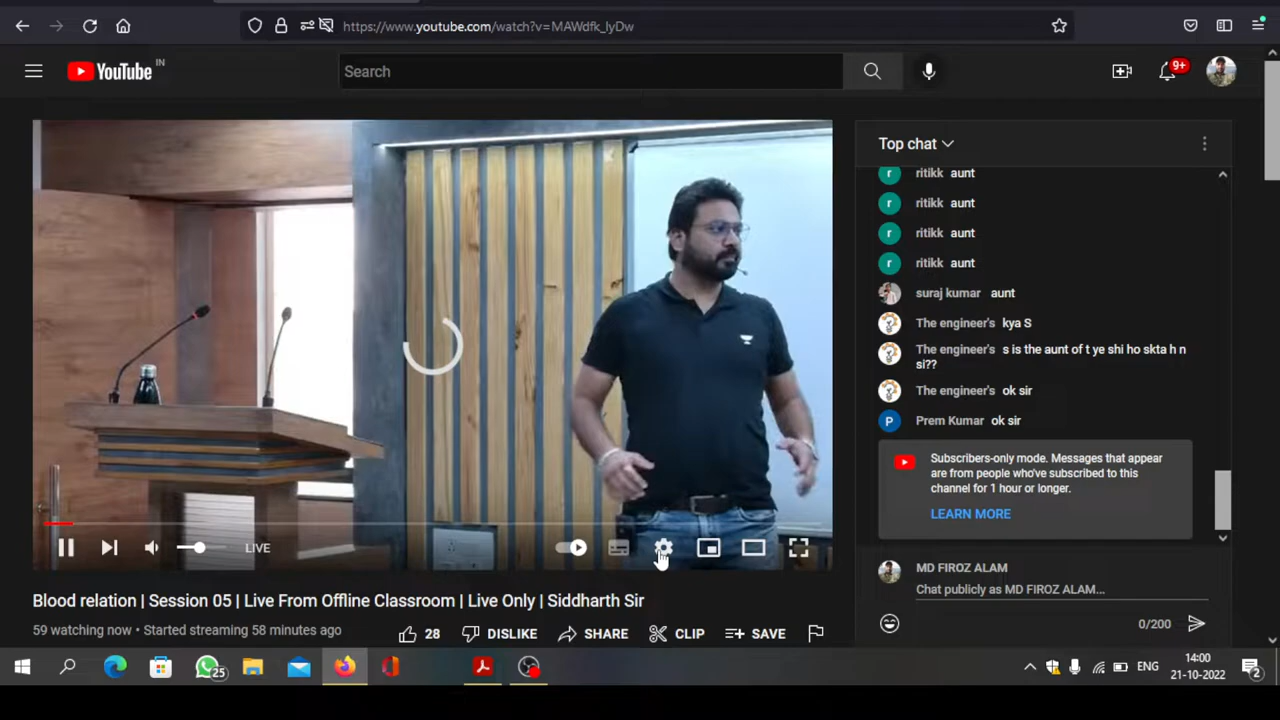 https://www.youtube.com/watch?v=MAWdfk_lyDw
YouTube IN
Search
9+
Top chat
ritikk aunt
ritikk aunt
ritikk aunt
ritikk aunt
suraj kumar aunt
The engineer's kya S
The engineer's s is the aunt of t ye shi ho skta h n
si??
The engineer's ok sir
P Prem Kumar ok sir
Subscribers-only mode. Messages that appear
are from people who've subscribed to this
channel for 1 hour or longer.
LEARN MORE
MD FIROZ ALAM
Chat publicly as MD FIROZ ALAM...
0/200
LIVE
Blood relation | Session 05 | Live From Offline Classroom | Live Only | Siddharth Sir
59 watching now • Started streaming 58 minutes ago
28
DISLIKE
SHARE
CLIP
SAVE
25
ENG
14:00
21-10-2022
2